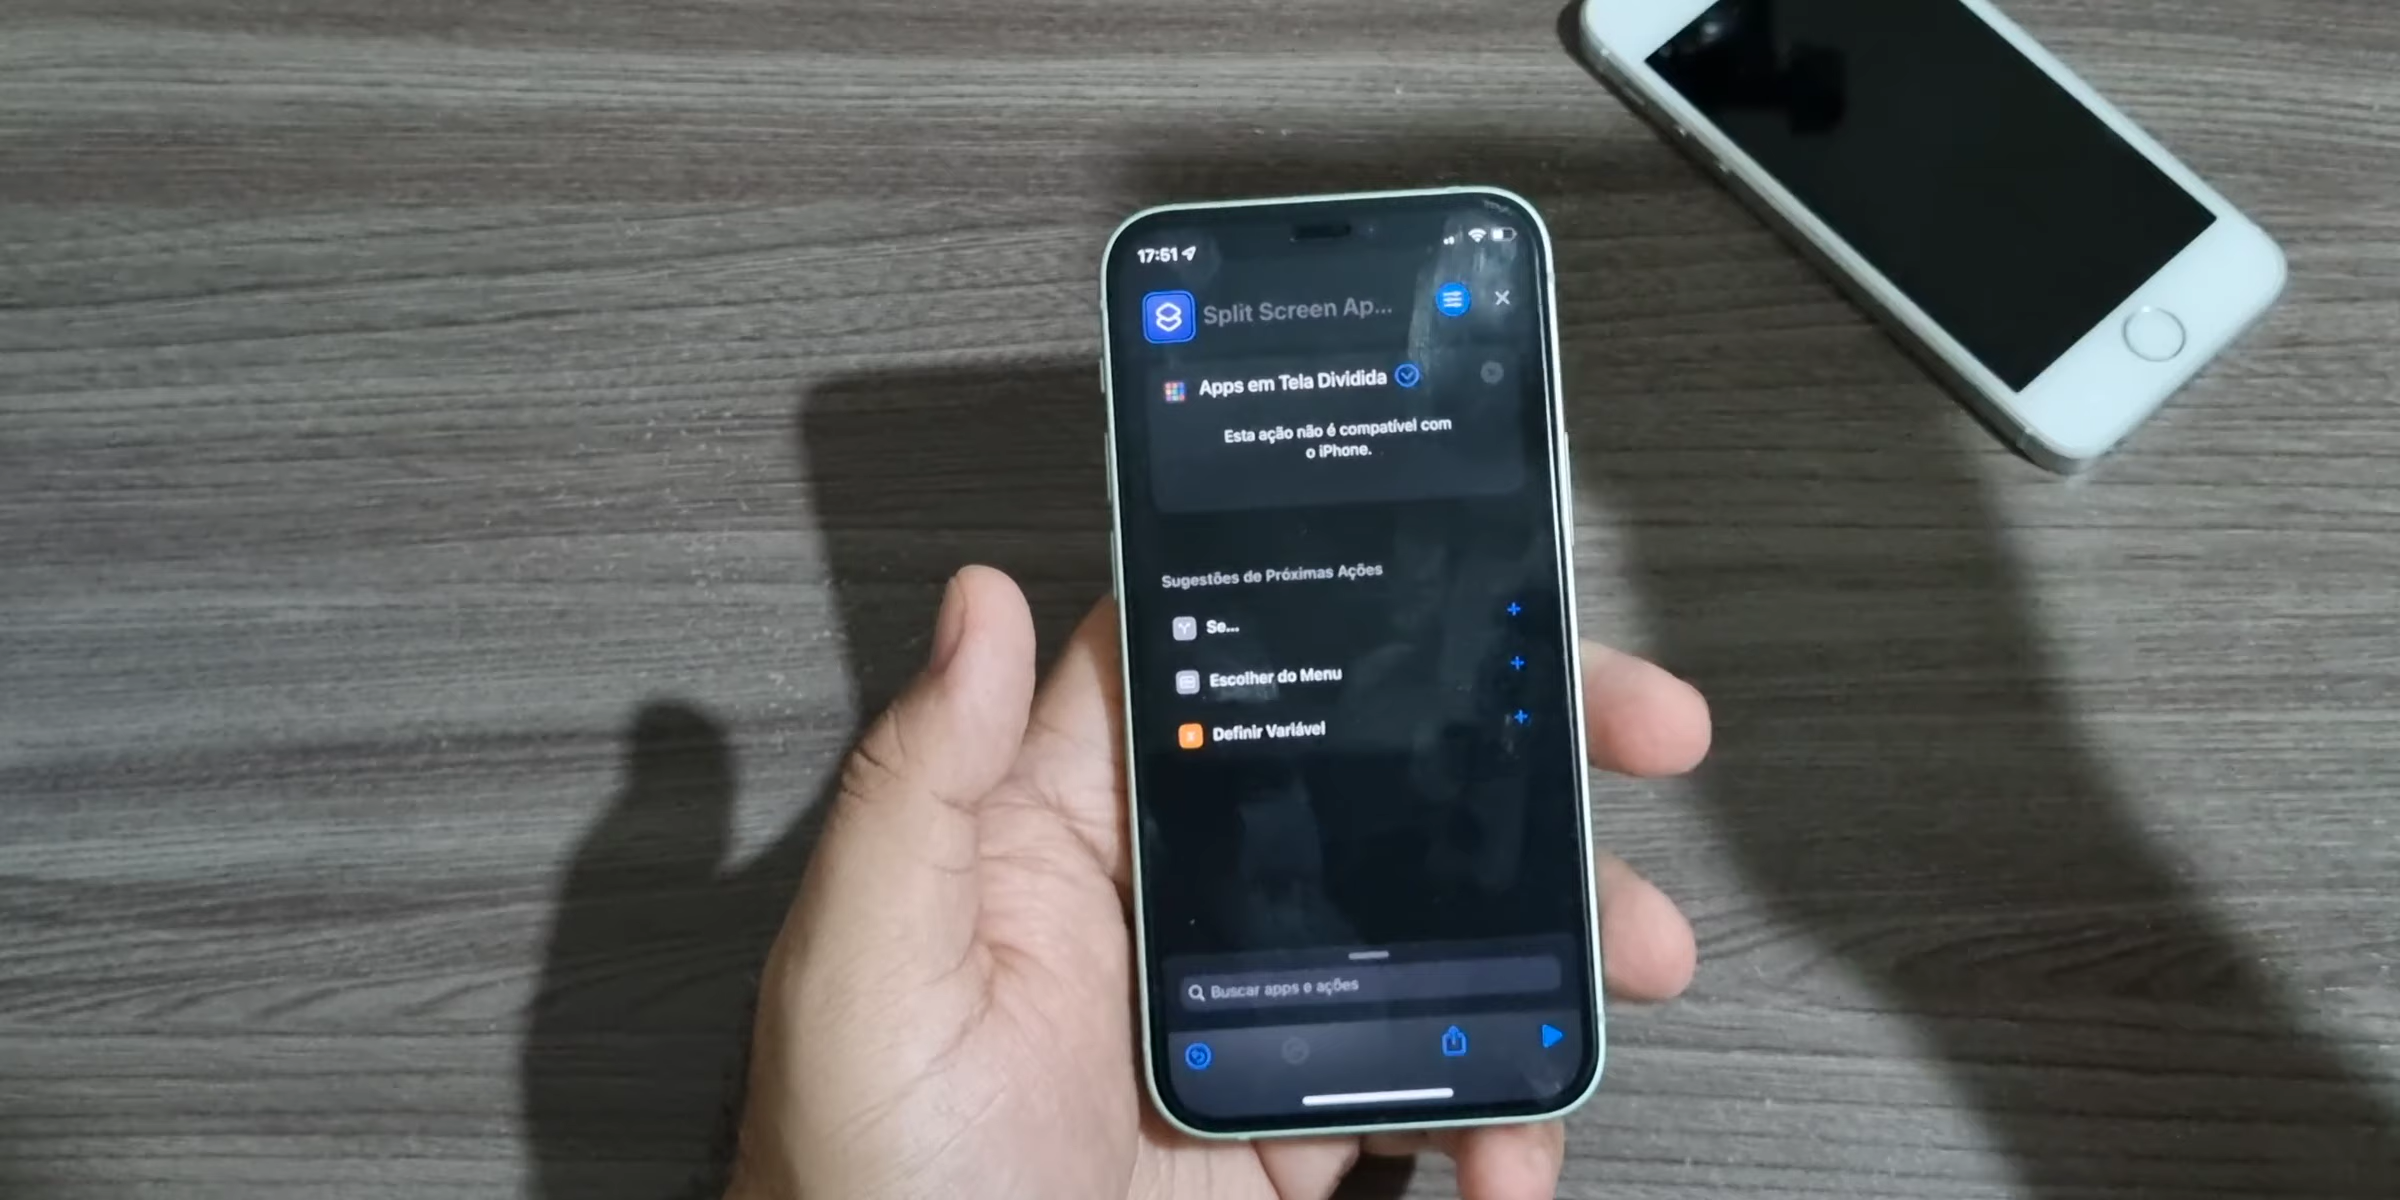 17:51
Split Screen Ap...
Apps em Tela Dividida
Esta ação não é compatível com
o iPhone.
Sugestões de Próximas Ações
Se...
Escolher do Menu
Definir Variável
Buscar apps e ações